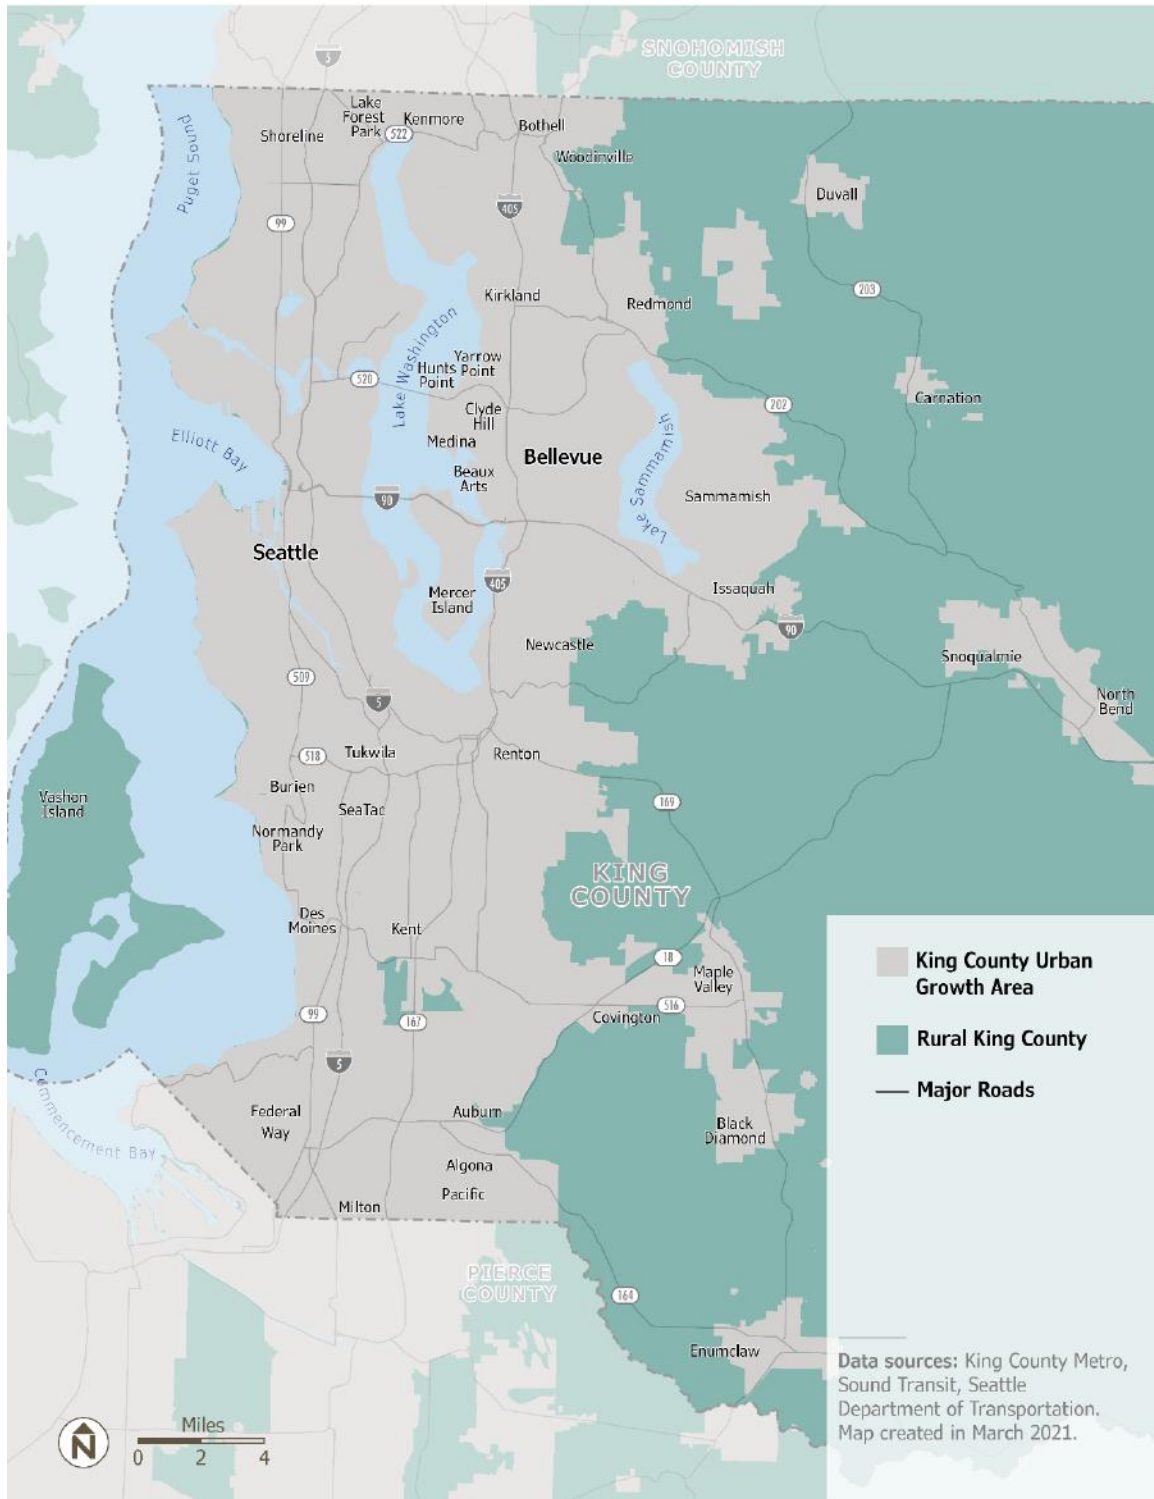 SNOHOMISH
COUNTY
5
Lake
Forest
Park
Kenmore
522
Shoreline
Bothell
Woodinville
Puget Sound
Duvall
405
99
203
Kirkland
Redmond
Lake Washington
Yarrow
Point
Hunts
Point
520
Carnation
202
Clyde
Hill
Elliott Bay
Medina
Bellevue
Lake Sammamish
Beaux
Arts
90
Sammamish
Seattle
405
Mercer
Island
Issaquah
90
Newcastle
Snoqualmie
509
5
North
Bend
518
Tukwila
Renton
Burien
Vashon
Island
SeaTac
169
Normandy
Park
KING
COUNTY
Des
Moines
Kent
18
Maple
Valley
King County Urban
Growth Area
99
167
516
Covington
Rural King County
5
Commencement Bay
Major Roads
Federal
Way
Auburn
Black
Diamond
Algona
Pacific
Milton
PIERCE
COUNTY
164
Enumclaw
Data sources: King County Metro,
Sound Transit, Seattle
Department of Transportation.
Map created in March 2021.
N
Miles
0 2 4